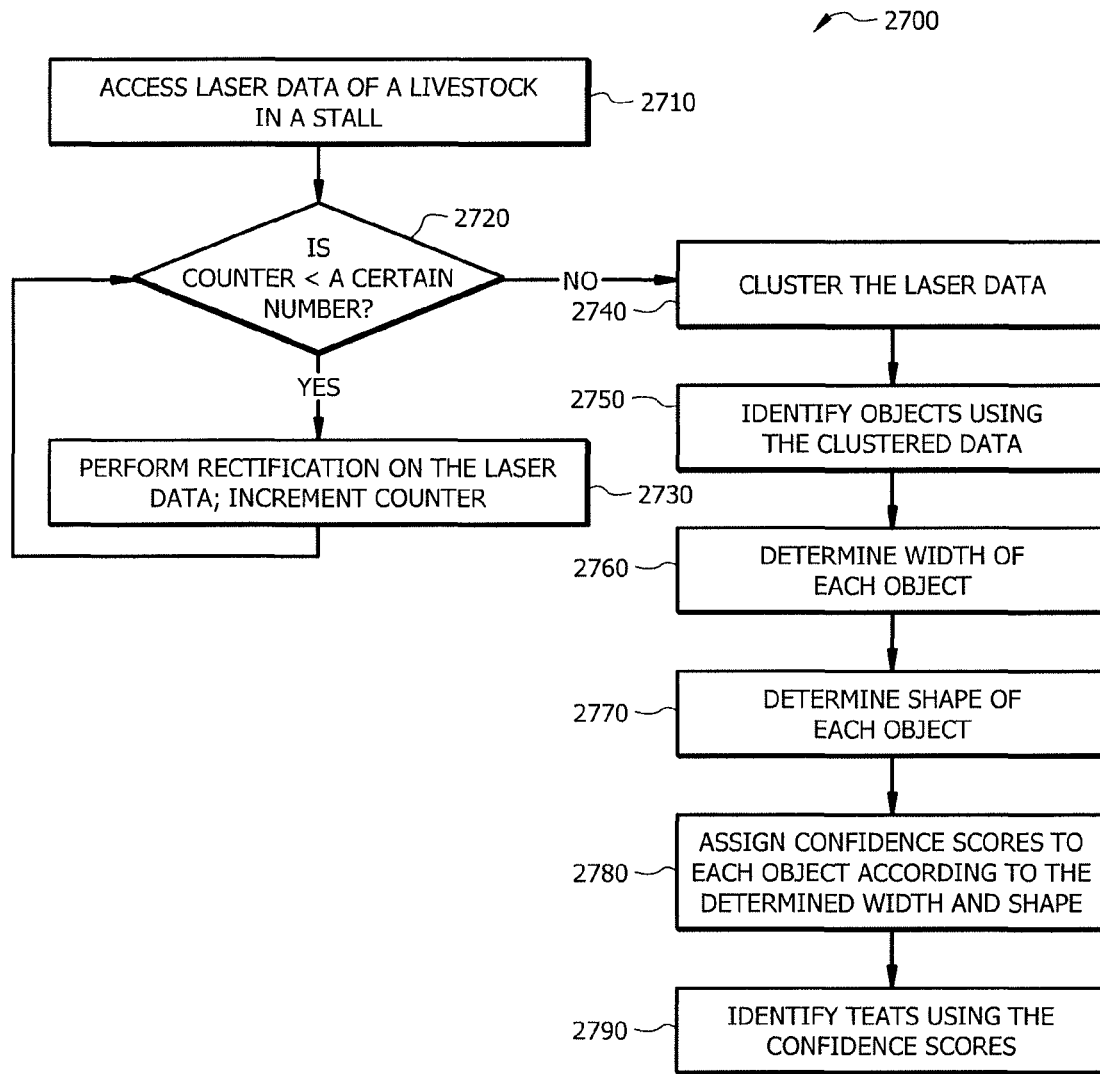 2700
ACCESS LASER DATA OF A LIVESTOCK
IN A STALL
2710
2720
IS
COUNTER < A CERTAIN
NUMBER?
NO
YES
PERFORM RECTIFICATION ON THE LASER
DATA; INCREMENT COUNTER
2730
CLUSTER THE LASER DATA
2740
2750
IDENTIFY OBJECTS USING
THE CLUSTERED DATA
2760
DETERMINE WIDTH OF
EACH OBJECT
2770
DETERMINE SHAPE OF
EACH OBJECT
2780
ASSIGN CONFIDENCE SCORES TO
EACH OBJECT ACCORDING TO THE
DETERMINED WIDTH AND SHAPE
2790
IDENTIFY TEATS USING THE
CONFIDENCE SCORES